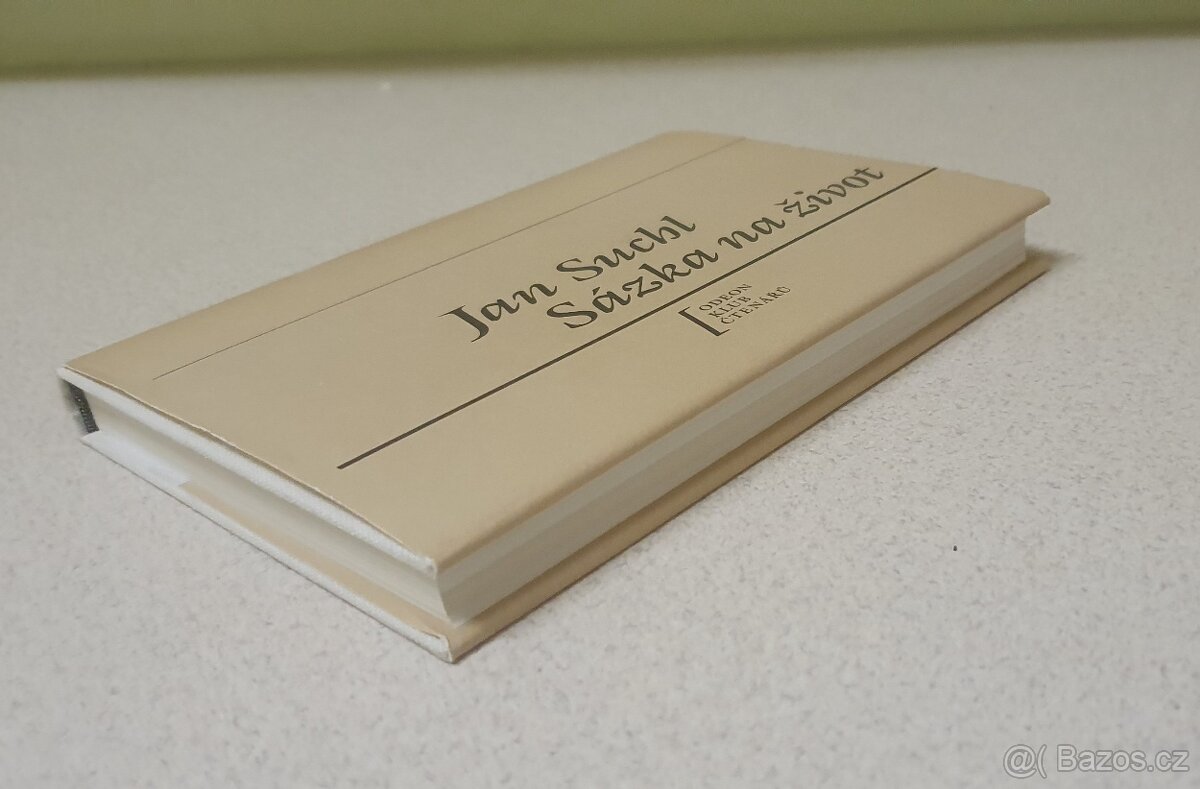 Jan Suchl
Sázka na život
ODEON
KLUB
ČTENÁŘŮ
@( Bazos.cz